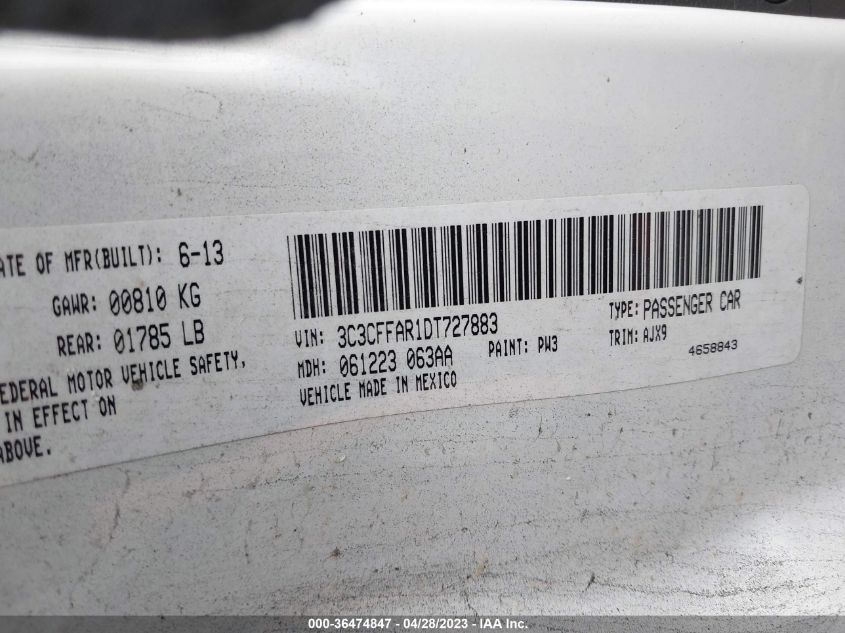 ATE OF MFR(BUILT): 6-13
GAWR: 00810 KG
REAR: 01785 LB
EDERAL MOTOR VEHICLE SAFETY,
IN EFFECT ON
ABOVE.
VIN: 3C3CFFAR1DT727883
TYPE: PASSENGER CAR
MDH: 061223 063AA
PAINT: PW3
TRIM: AJX9
VEHICLE MADE IN MEXICO
4658843
000-36474847 - 04/28/2023 - IAA Inc.